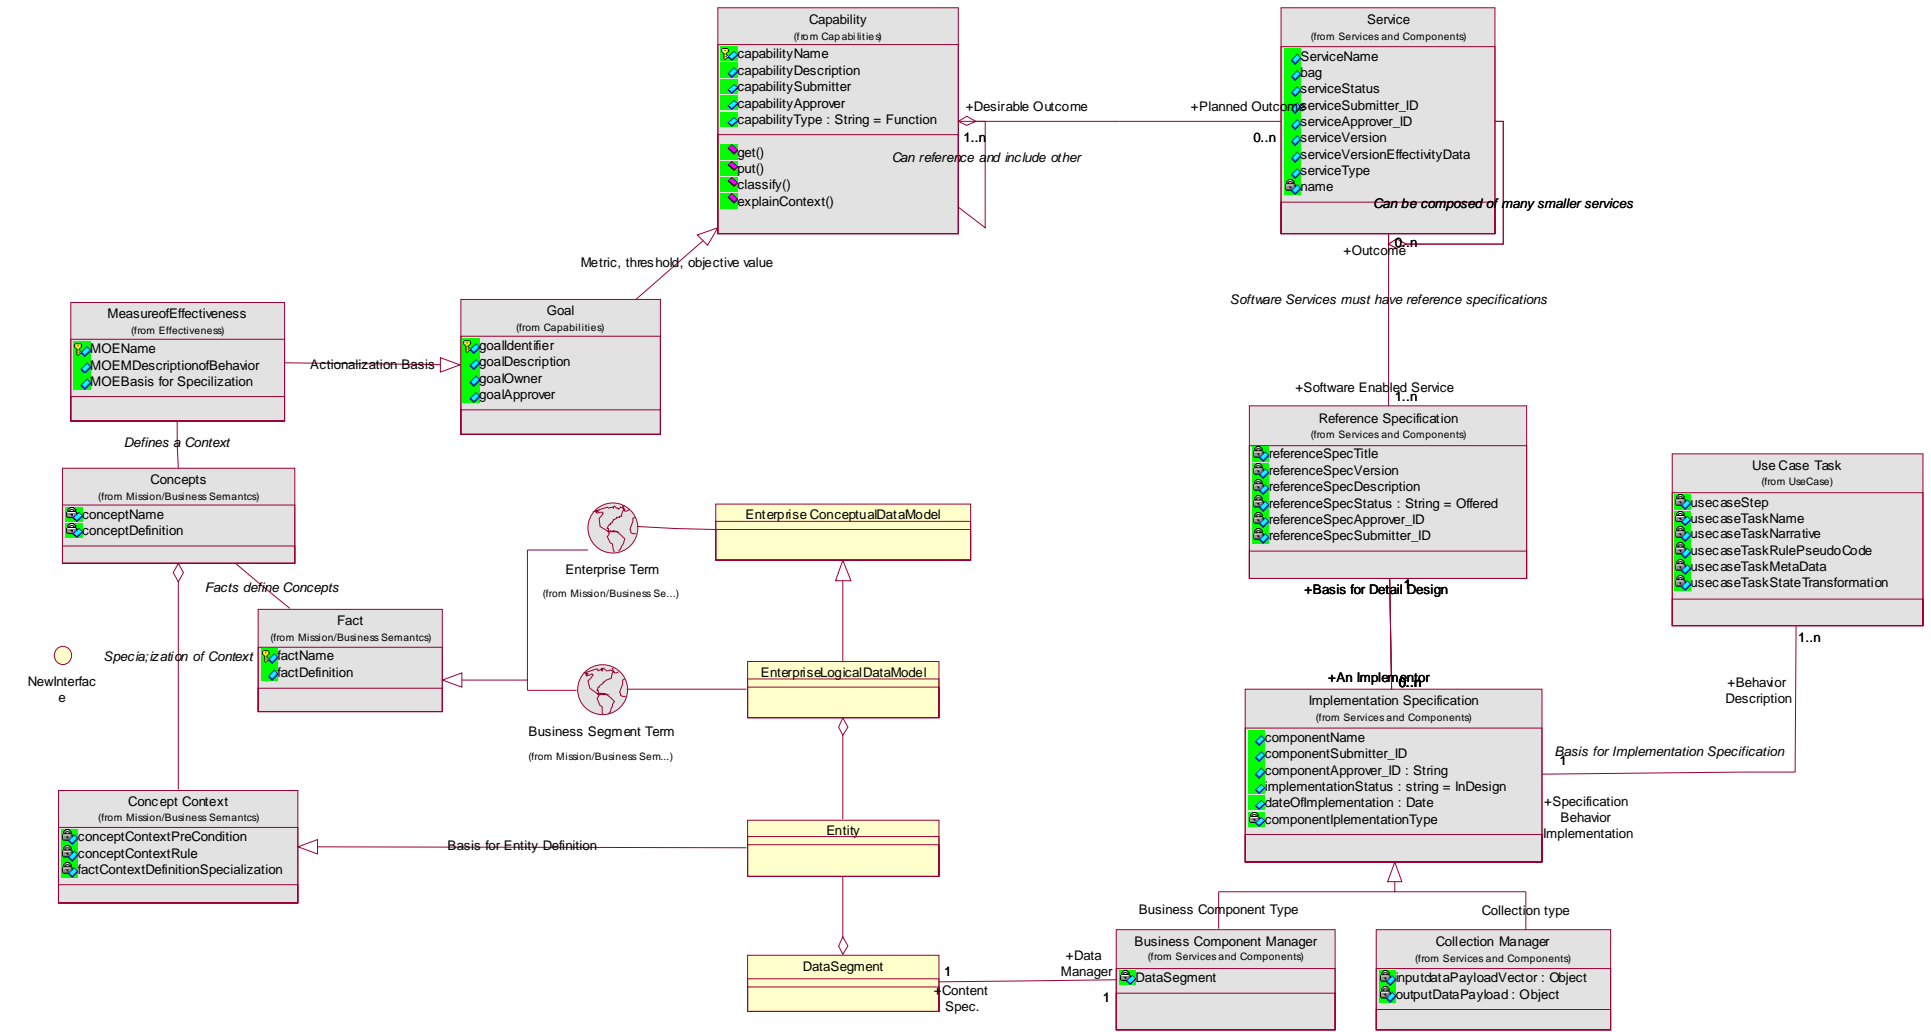 Capability
(from Capabilities)
capabilityName
capabilityDescription
capabilitySubmitter
capabilityApprover
capabilityType : String = Function
get()
put()
classify()
explainContext()
+Desirable Outcome
1..n
Can reference and include other
+Planned Outcome
0..n
Service
(from Services and Components)
ServiceName
bag
serviceStatus
serviceSubmitter_ID
serviceApprover_ID
serviceVersion
serviceVersionEffectivityData
serviceType
name
Can be composed of many smaller services
0..n
+Outcome
Software Services must have reference specifications
+Software Enabled Service
1..n
Metric, threshold, objective value
MeasureofEffectiveness
(from Effectiveness)
MOEName
MOEMDescriptionofBehavior
MOEBasis for Specilization
Actionalization Basis
Goal
(from Capabilities)
goalIdentifier
goalDescription
goalOwner
goalApprover
Defines a Context
Concepts
(from Mission/Business Semantcs)
conceptName
conceptDefinition
Facts define Concepts
Fact
(from Mission/Business Semantcs)
factName
factDefinition
NewInterfac
e
Specia;ization of Context
Enterprise Term
(from Mission/Business Se...)
Business Segment Term
(from Mission/Business Sem...)
Enterprise ConceptualDataModel
EnterpriseLogicalDataModel
Entity
DataSegment
Concept Context
(from Mission/Business Semantcs)
conceptContextPreCondition
conceptContextRule
factContextDefinitionSpecialization
Basis for Entity Definition
Reference Specification
(from Services and Components)
referenceSpecTitle
referenceSpecVersion
referenceSpecDescription
referenceSpecStatus : String = Offered
referenceSpecApprover_ID
referenceSpecSubmitter_ID
1
+Basis for Detail Design
+An Implementor
0..n
Use Case Task
(from UseCase)
usecaseStep
usecaseTaskName
usecaseTaskNarrative
usecaseTaskRulePseudoCode
usecaseTaskMetaData
usecaseTaskStateTransformation
1..n
+Behavior
Description
Basis for Implementation Specification
1
+Specification
Behavior
Implementation
Implementation Specification
(from Services and Components)
componentName
componentSubmitter_ID
componentApprover_ID : String
implementationStatus : string = InDesign
dateOfImplementation : Date
componentIplementationType
Business Component Type
Collection type
Business Component Manager
(from Services and Components)
DataSegment
Collection Manager
(from Services and Components)
inputdataPayloadVector : Object
outputDataPayload : Object
+Data
Manager
1
1
+Content
Spec.